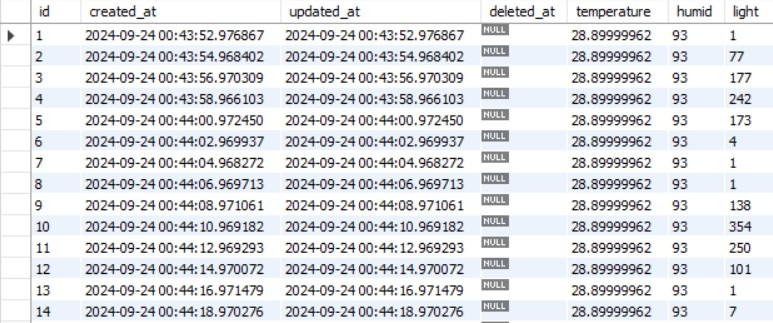 id created_at updated_at deleted_at temperature humid light
1 2024-09-24 00:43:52.976867 2024-09-24 00:43:52.976867 NULL 28.89999962 93 1
2 2024-09-24 00:43:54.968402 2024-09-24 00:43:54.968402 NULL 28.89999962 93 77
3 2024-09-24 00:43:56.970309 2024-09-24 00:43:56.970309 NULL 28.89999962 93 177
4 2024-09-24 00:43:58.966103 2024-09-24 00:43:58.966103 NULL 28.89999962 93 242
5 2024-09-24 00:44:00.972450 2024-09-24 00:44:00.972450 NULL 28.89999962 93 173
6 2024-09-24 00:44:02.969937 2024-09-24 00:44:02.969937 NULL 28.89999962 93 4
7 2024-09-24 00:44:04.968272 2024-09-24 00:44:04.968272 NULL 28.89999962 93 1
8 2024-09-24 00:44:06.969713 2024-09-24 00:44:06.969713 NULL 28.89999962 93 1
9 2024-09-24 00:44:08.971061 2024-09-24 00:44:08.971061 NULL 28.89999962 93 138
10 2024-09-24 00:44:10.969182 2024-09-24 00:44:10.969182 NULL 28.89999962 93 354
11 2024-09-24 00:44:12.969293 2024-09-24 00:44:12.969293 NULL 28.89999962 93 250
12 2024-09-24 00:44:14.970072 2024-09-24 00:44:14.970072 NULL 28.89999962 93 101
13 2024-09-24 00:44:16.971479 2024-09-24 00:44:16.971479 NULL 28.89999962 93 1
14 2024-09-24 00:44:18.970276 2024-09-24 00:44:18.970276 NULL 28.89999962 93 7